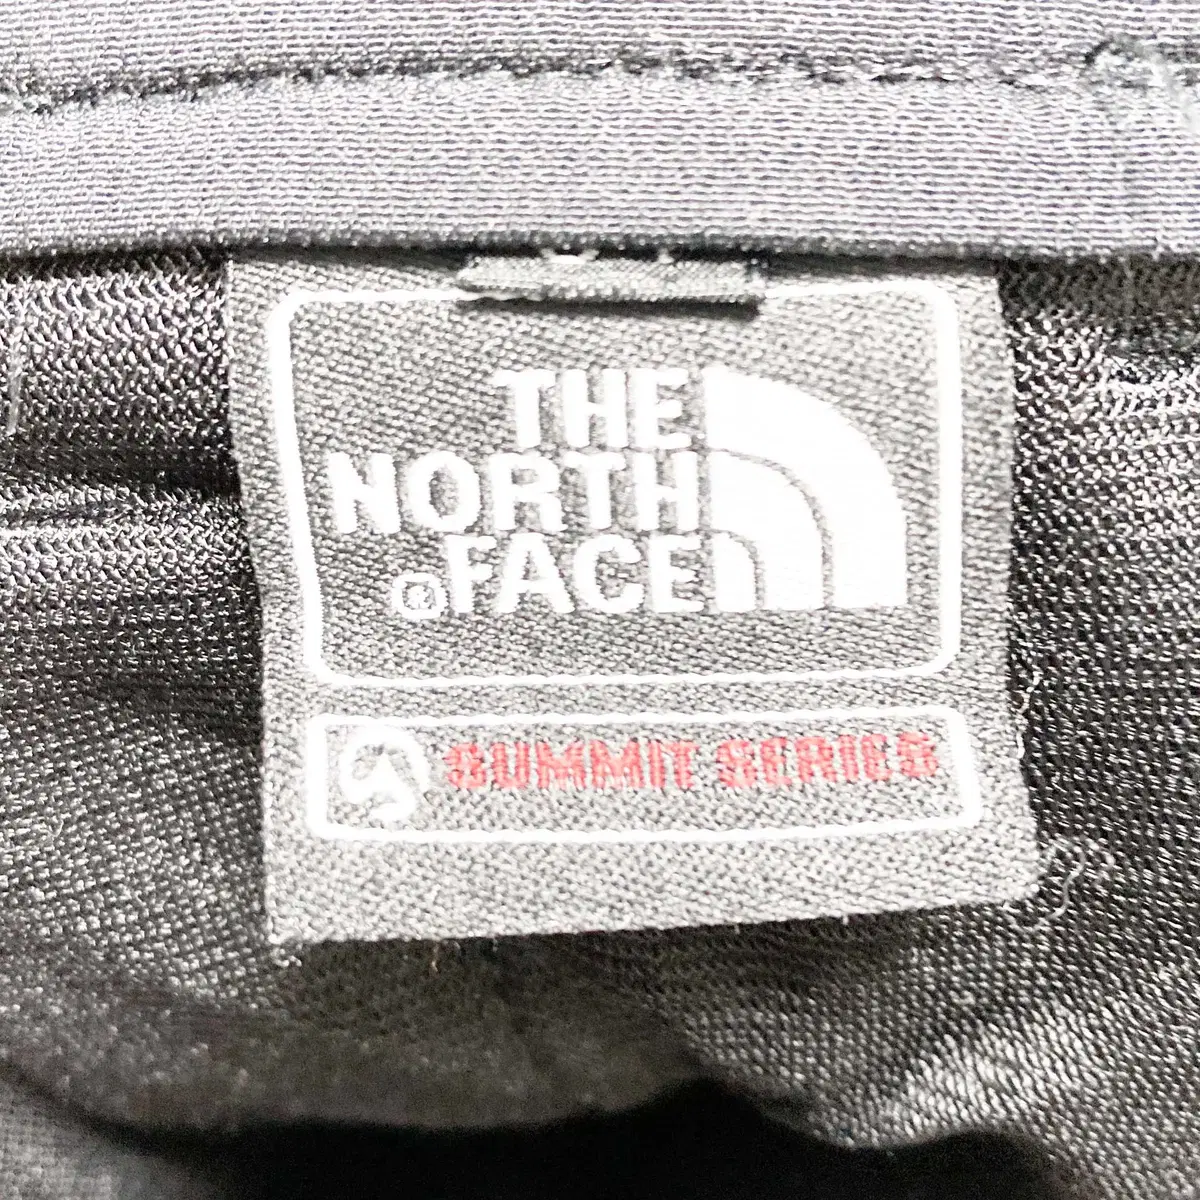 THE
NORTH
®FACE
SUMMIT SERIES